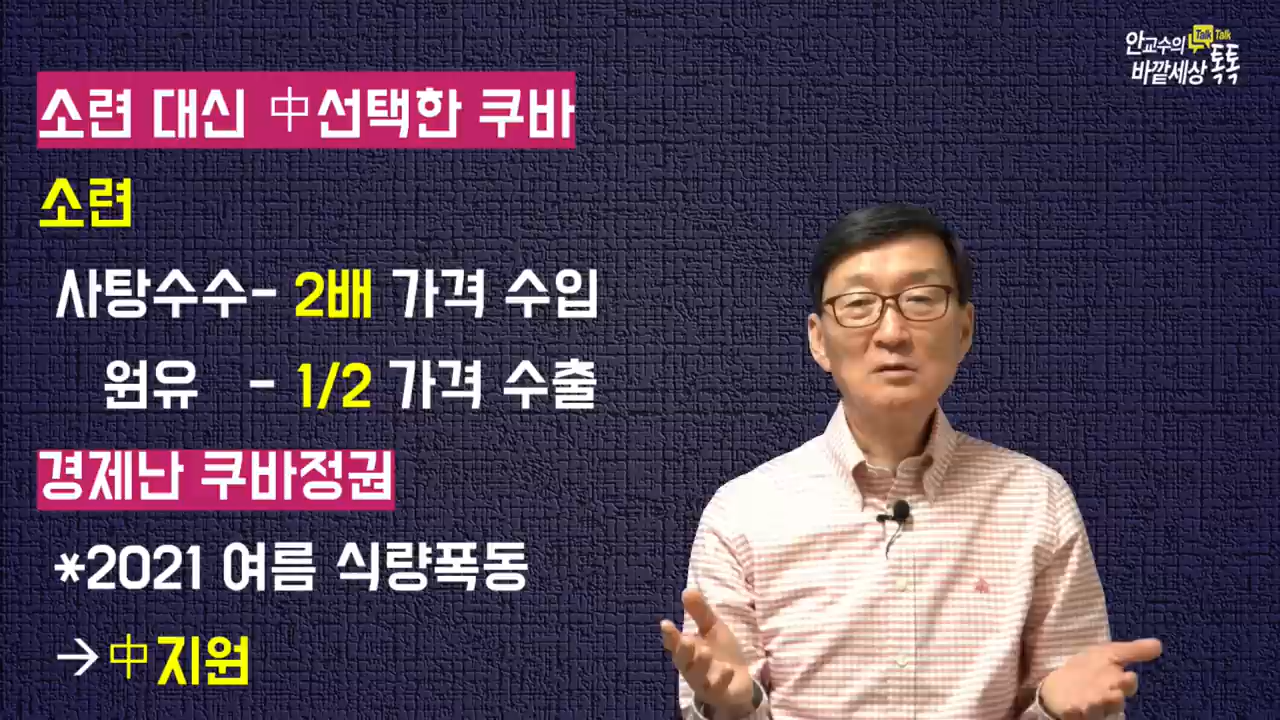 안교수의 Talk Talk
바깥세상 톡톡
소련 대신 中선택한 쿠바
소련
사탕수수- 2배 가격 수입
원유 - 1/2 가격 수출
경제난 쿠바정권
*2021 여름 식량폭동
→中지원